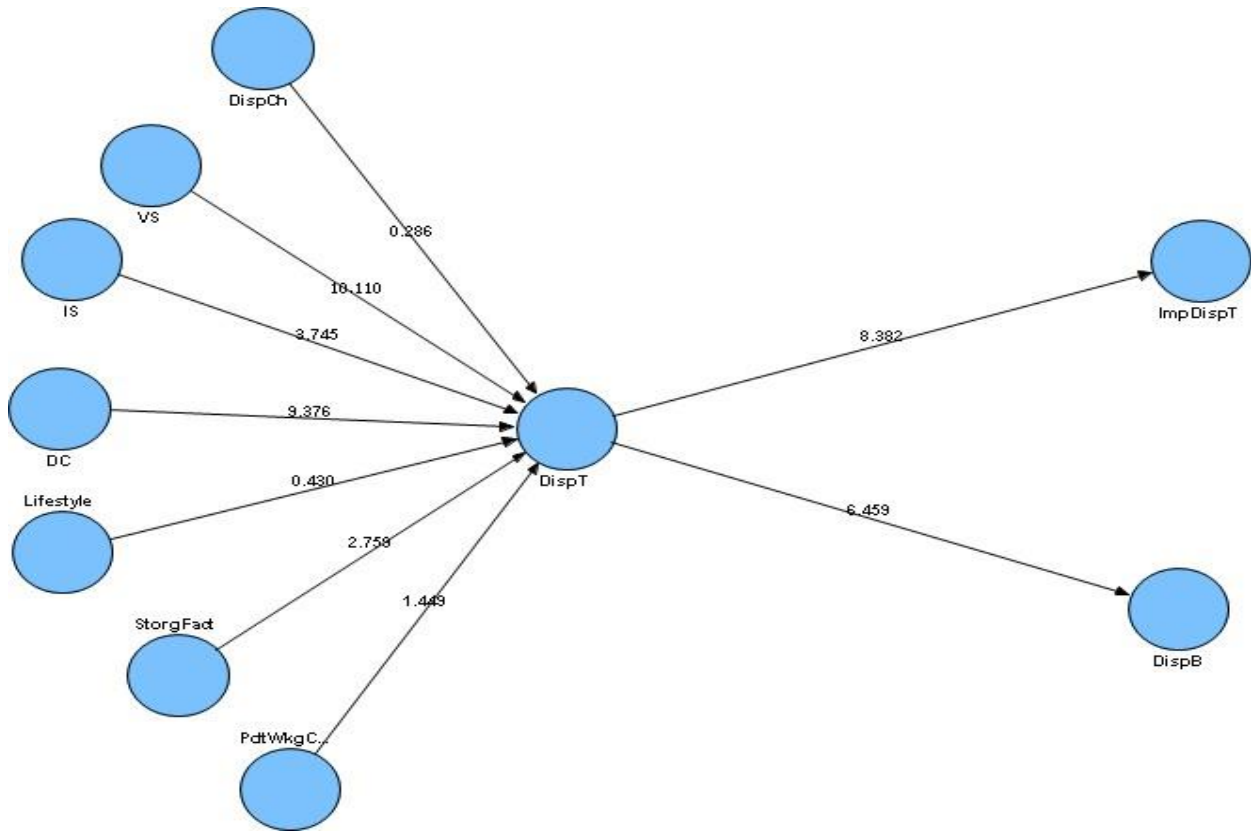 DispCh
VS
0.286
IS
10.110
ImpDispT
3.745
8.382
DC
9.376
DispT
Lifestyle
0.430
6.459
2.759
StorgFact
1.449
DispB
PdtWkgC...